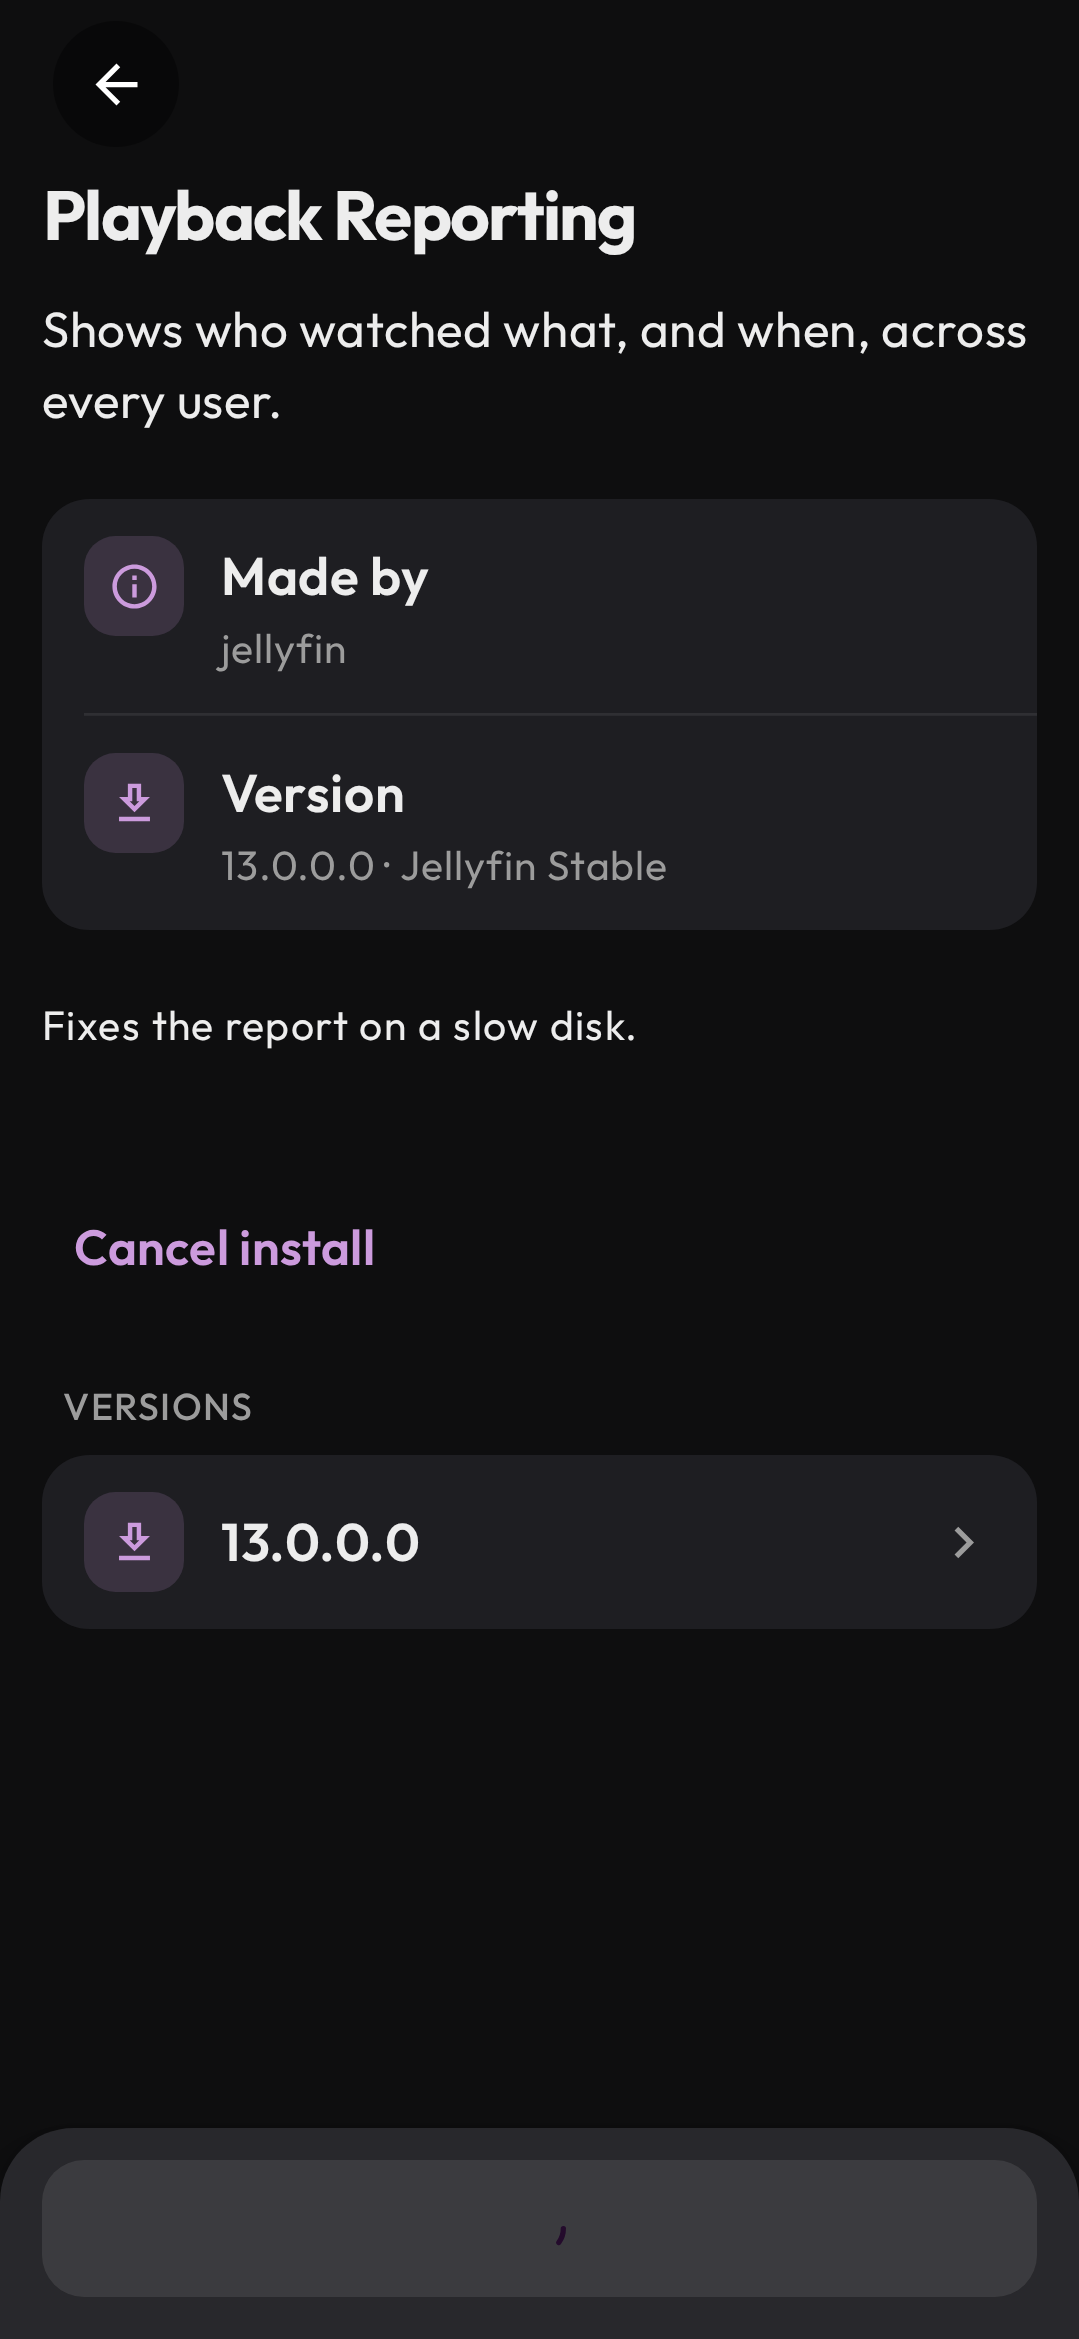 Playback Reporting
Shows who watched what, and when, across
every user.
Made by
jellyfin
Version
13.0.0.0 · Jellyfin Stable
Fixes the report on a slow disk.
Cancel install
VERSIONS
13.0.0.0